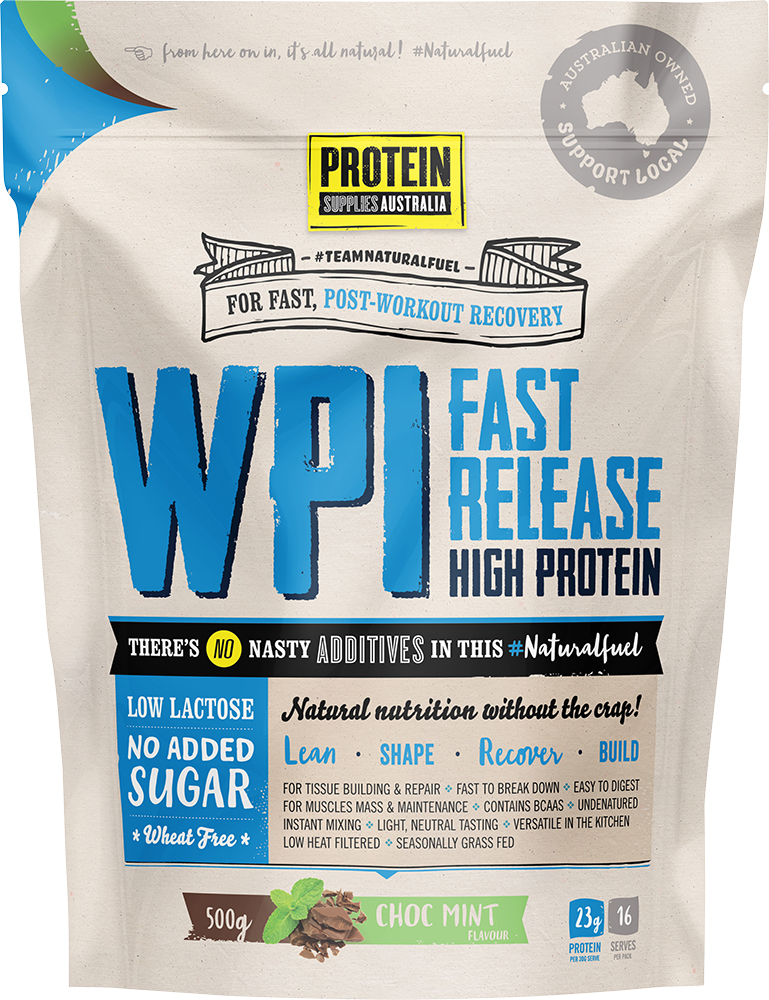 from here on in, it's all natural! #Naturalfuel
AUSTRALIAN OWNED
SUPPORT LOCAL
PROTEIN
SUPPLIES AUSTRALIA
- #TEAMNATURALFUEL -
FOR FAST, POST-WORKOUT RECOVERY
WPI
FAST
RELEASE
HIGH PROTEIN
THERE'S NO NASTY ADDITIVES IN THIS #Naturalfuel
LOW LACTOSE
NO ADDED
SUGAR
* Wheat Free *
Natural nutrition without the crap!
Lean · SHAPE · Recover · BUILD
FOR TISSUE BUILDING & REPAIR ❖ FAST TO BREAK DOWN ❖ EASY TO DIGEST
FOR MUSCLES MASS & MAINTENANCE ❖ CONTAINS BCAAS ❖ UNDENATURED
INSTANT MIXING ❖ LIGHT, NEUTRAL TASTING ❖ VERSATILE IN THE KITCHEN
LOW HEAT FILTERED ❖ SEASONALLY GRASS FED
500g
CHOC MINT
FLAVOUR
23g
PROTEIN
PER 30G SERVE
16
SERVES
PER PACK